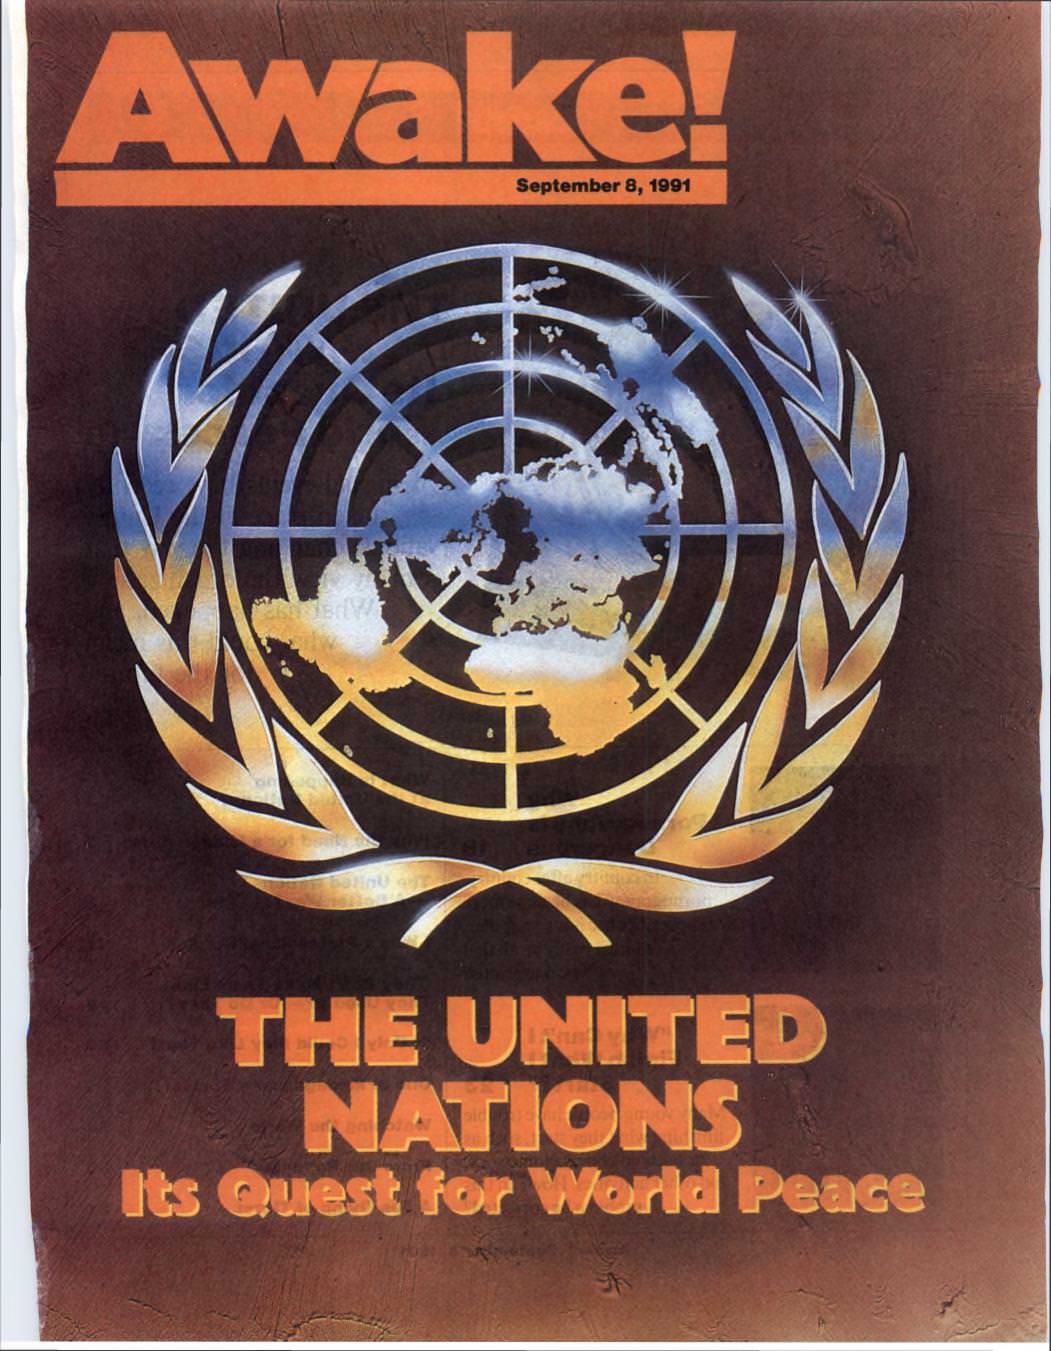 Awake!
September 8, 1991
THE UNITED
NATIONS
Its Quest for World Peace